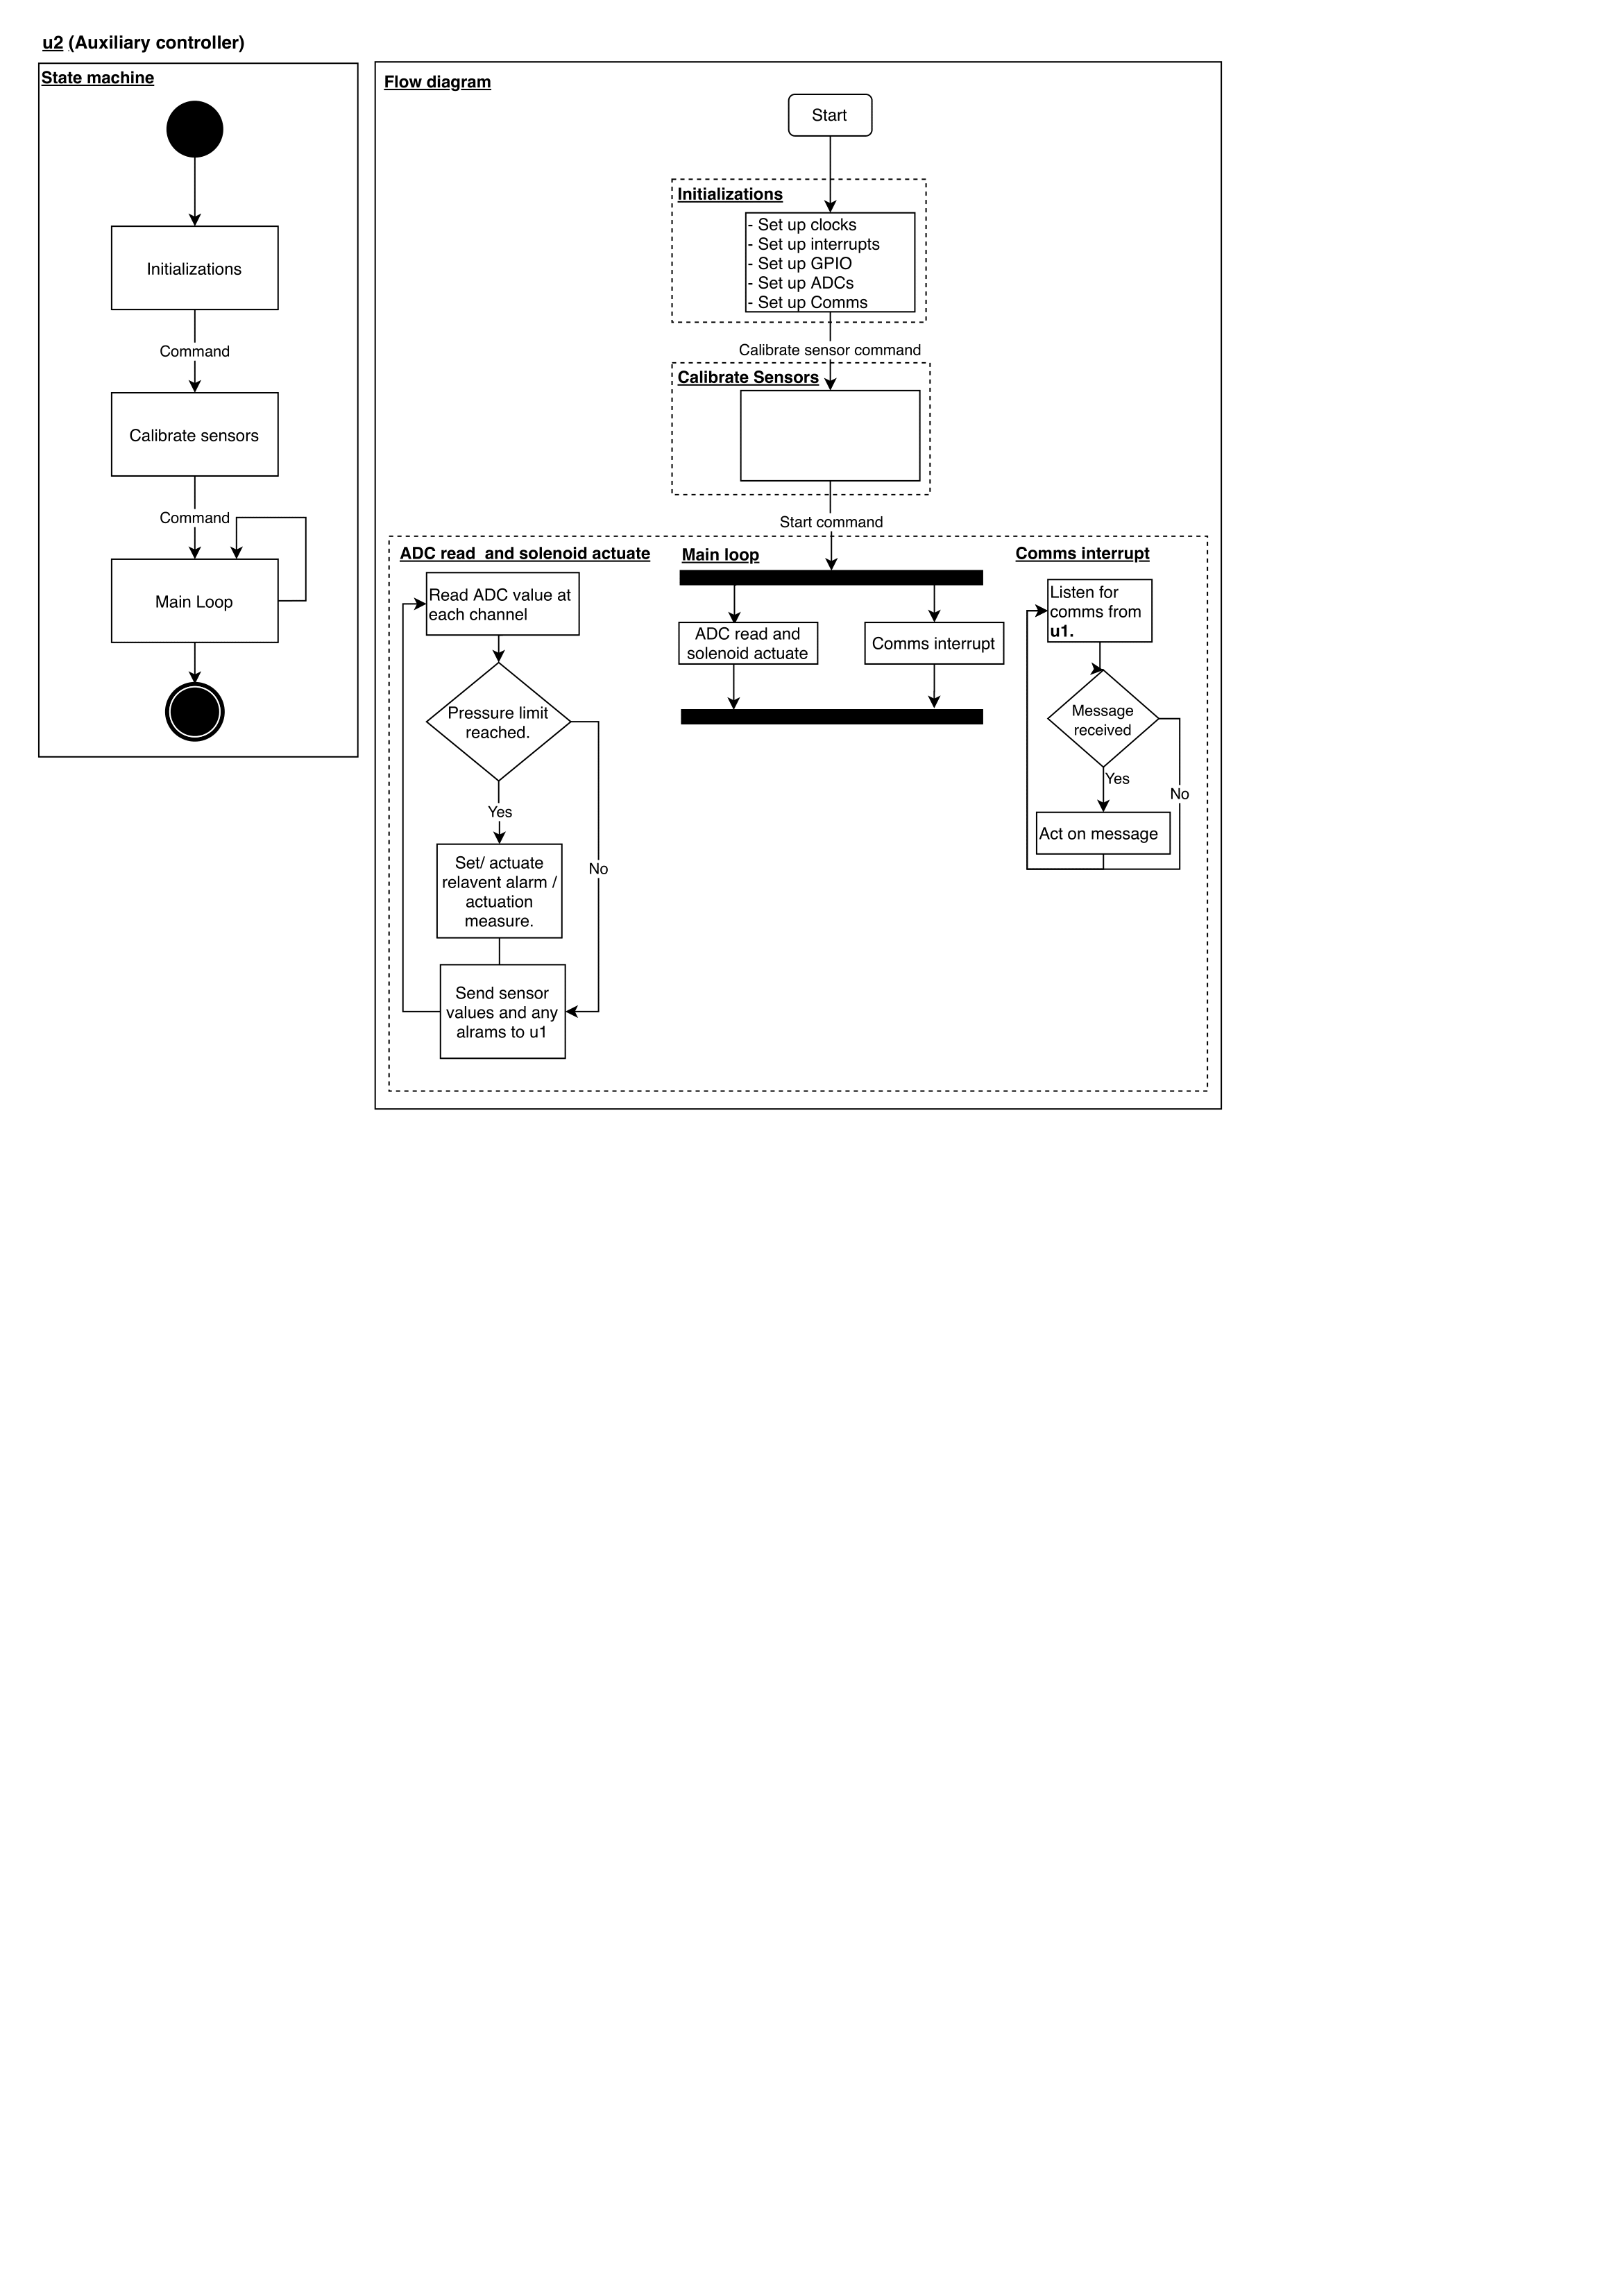 u2 (Auxiliary controller)
State machine
Initializations
Command
Calibrate sensors
Command
Main Loop
Flow diagram
Start
Initializations
- Set up clocks
- Set up interrupts
- Set up GPIO
- Set up ADCs
- Set up Comms
Calibrate sensor command
Calibrate Sensors
Start command
ADC read  and solenoid actuate
Read ADC value at
each channel
Pressure limit
reached.
Yes
No
Set/ actuate
relavent alarm /
actuation
measure.
Send sensor
values and any
alrams to u1
Main loop
ADC read and
solenoid actuate
Comms interrupt
Comms interrupt
Listen for
comms from
u1.
Message
received
Yes
No
Act on message